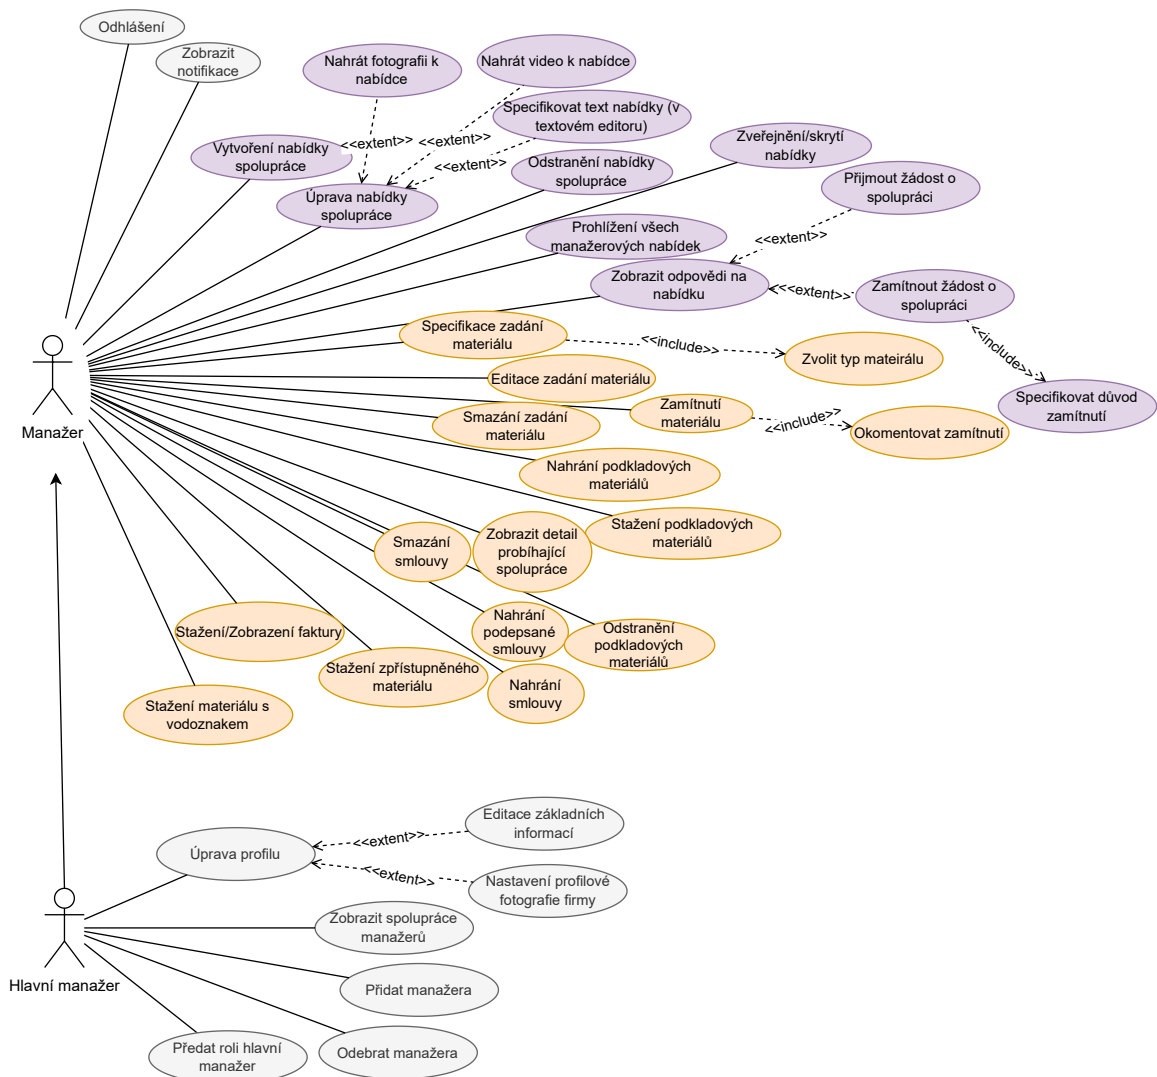 Odhlášení
Zobrazit
notifikace
Nahrát fotografii k
nabídce
Nahrát video k nabídce
Specifikovat text nabídky (v
textovém editoru)
<<extent>>
<<extent>>
<<extent>>
Vytvoření nabídky
spolupráce
Úprava nabídky
spolupráce
Odstranění nabídky
spolupráce
Zveřejnění/skrytí
nabídky
Přijmout žádost o
spolupráci
Prohlížení všech
manažerových nabídek
<<extent>>
Zobrazit odpovědi na
nabídku
<<extent>>
Zamítnout žádost o
spolupráci
<<include>>
Specifikovat důvod
zamítnutí
Specifikace zadání
materiálu
<<include>>
Zvolit typ mateirálu
Editace zadání materiálu
Zamítnutí
materiálu
<<include>>
Okomentovat zamítnutí
Smazání zadání
materiálu
Manažer
Nahrání podkladových
materiálů
Stažení podkladových
materiálů
Smazání
smlouvy
Zobrazit detail
probíhající
spolupráce
Nahrání
podepsané
smlouvy
Odstranění
podkladových
materiálů
Stažení/Zobrazení faktury
Stažení zpřístupněného
materiálu
Nahrání
smlouvy
Stažení materiálu s
vodoznakem
Editace základních
informací
<<extent>>
Úprava profilu
<<extent>>
Nastavení profilové
fotografie firmy
Zobrazit spolupráce
manažerů
Hlavní manažer
Přidat manažera
Předat roli hlavní
manažer
Odebrat manažera